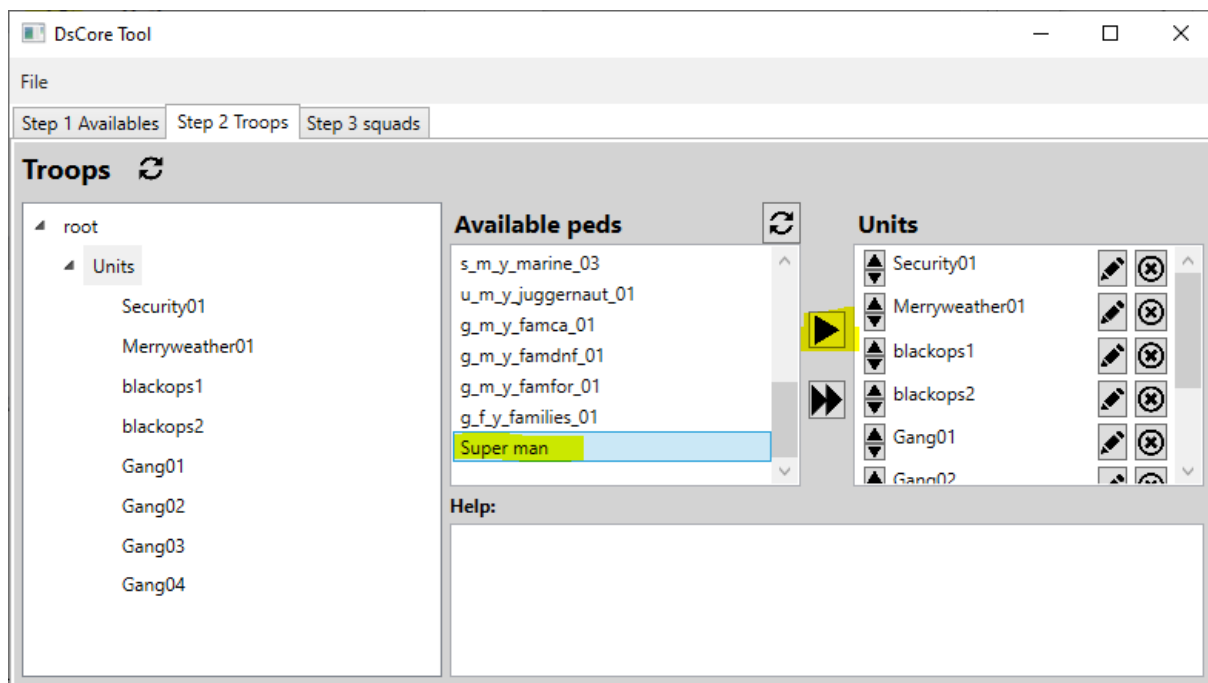 DsCore Tool
File
Step 1 Availables
Step 2 Troops
Step 3 squads
Troops
root
Units
Security01
Merryweather01
blackops1
blackops2
Gang01
Gang02
Gang03
Gang04
Available peds
s_m_y_marine_03
u_m_y_juggernaut_01
g_m_y_famca_01
g_m_y_famdnf_01
g_m_y_famfor_01
g_f_y_families_01
Super man
Units
Security01
Merryweather01
blackops1
blackops2
Gang01
Gang02
Help: